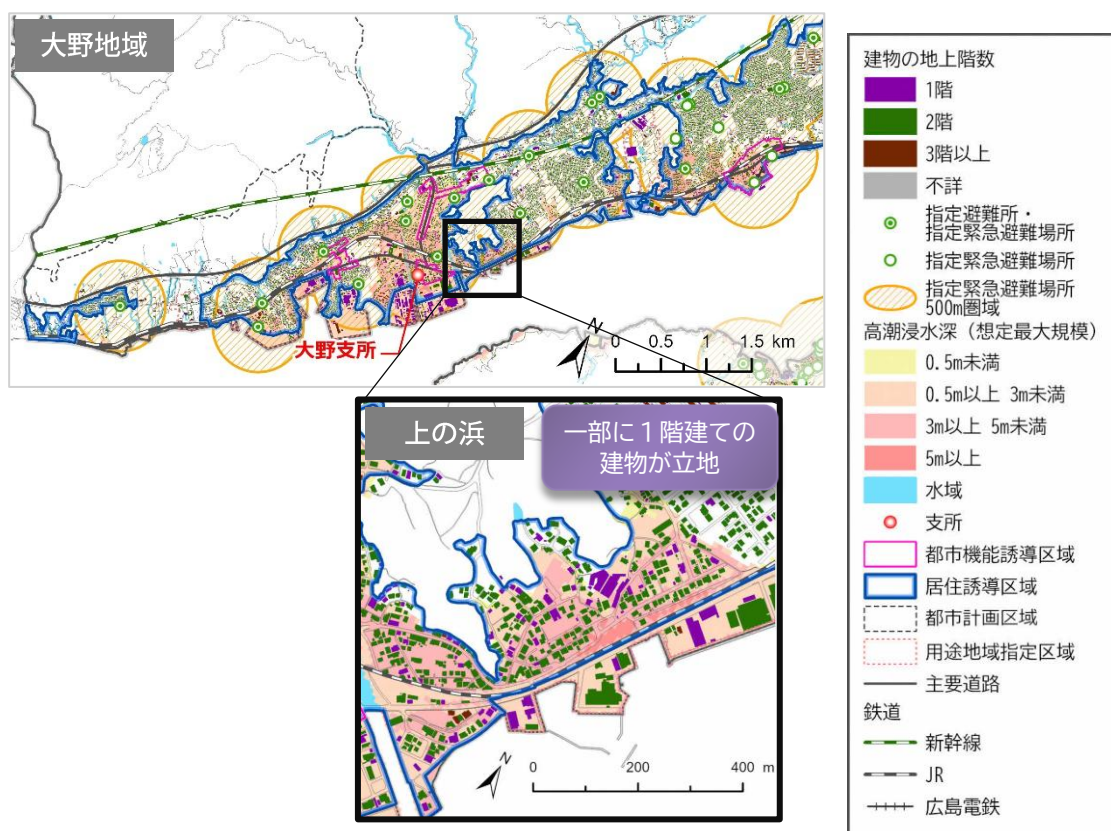 大野地域
大野支所
N
0 0.5 1 1.5 km
上の浜
一部に1階建ての
建物が立地
N
0 200 400 m
建物の地上階数
1階
2階
3階以上
不詳
指定避難所・
指定緊急避難場所
指定緊急避難場所
指定緊急避難場所
500m圏域
高潮浸水深（想定最大規模）
0.5m未満
0.5m以上 3m未満
3m以上 5m未満
5m以上
水域
支所
都市機能誘導区域
居住誘導区域
都市計画区域
用途地域指定区域
主要道路
鉄道
新幹線
JR
広島電鉄